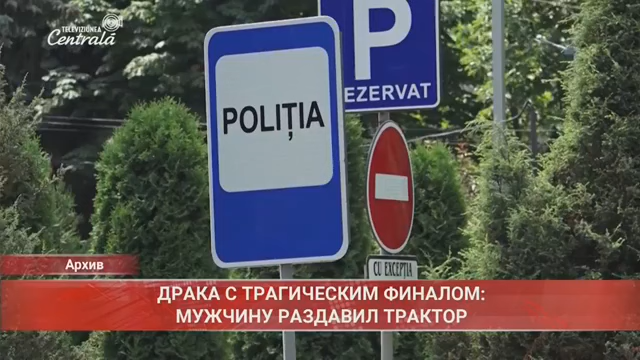 TELEVIZIUNEA
Centrală
P
EZERVAT
POLIȚIA
CU EXCEPȚIA
Архив
ДРАКА С ТРАГИЧЕСКИМ ФИНАЛОМ:
МУЖЧИНУ РАЗДАВИЛ ТРАКТОР